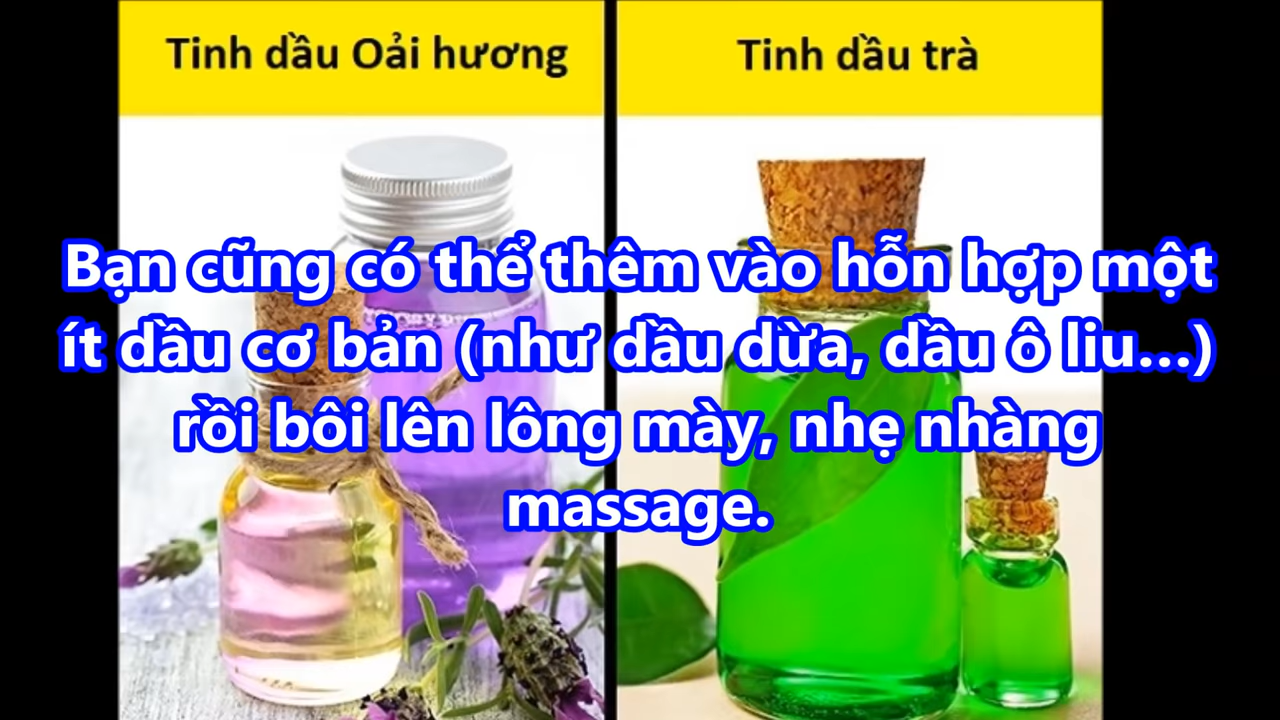 Tinh dầu Oải hương
Tinh dầu trà
Bạn cũng có thể thêm vào hỗn hợp một
ít dầu cơ bản (như dầu dừa, dầu ô liu...)
rồi bôi lên lông mày, nhẹ nhàng
massage.